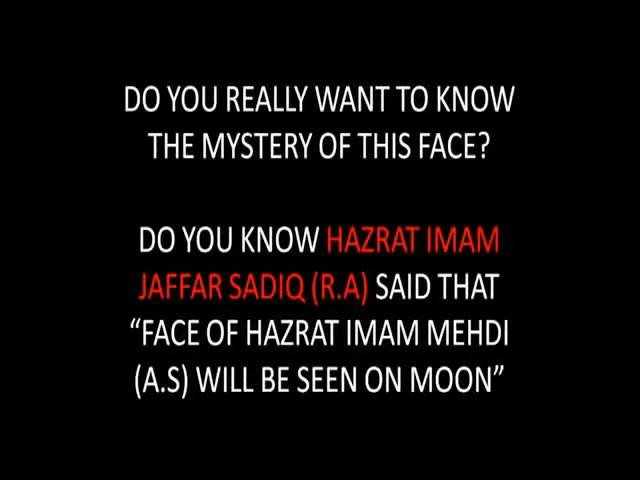 DO YOU REALLY WANT TO KNOW
THE MYSTERY OF THIS FACE?
DO YOU KNOW HAZRAT IMAM
JAFFAR SADIQ (R.A) SAID THAT
“FACE OF HAZRAT IMAM MEHDI
(A.S) WILL BE SEEN ON MOON”